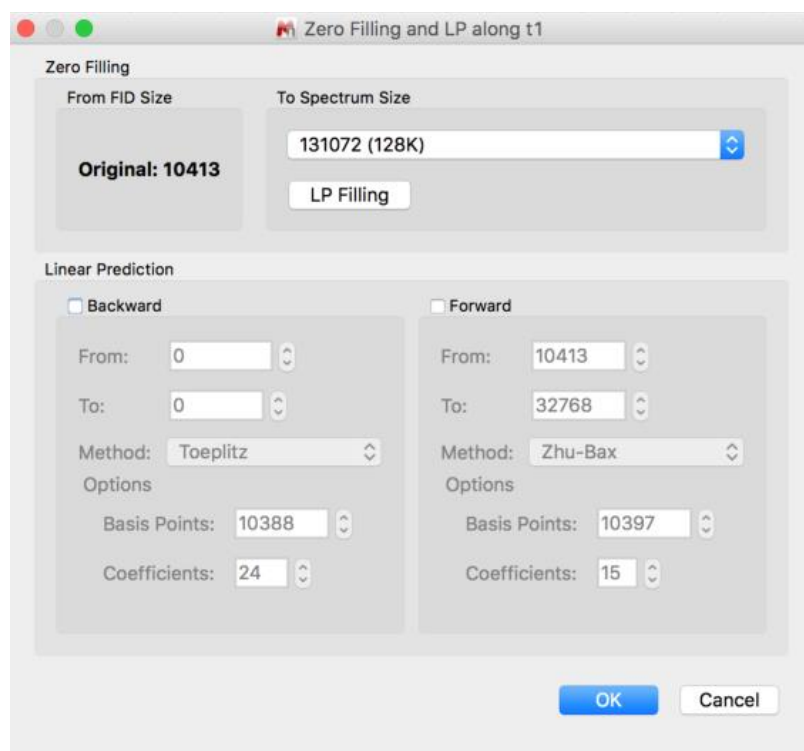 Zero Filling and LP along t1
Zero Filling
From FID Size
To Spectrum Size
Original: 10413
131072 (128K)
LP Filling
Linear Prediction
Backward
From: 0
To: 0
Method: Toeplitz
Options
Basis Points: 10388
Coefficients: 24
Forward
From: 10413
To: 32768
Method: Zhu-Bax
Options
Basis Points: 10397
Coefficients: 15
OK
Cancel